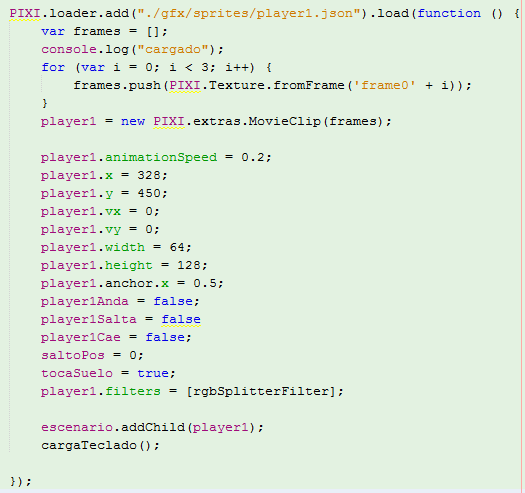 PIXI.loader.add("./gfx/sprites/player1.json").load(function () {
    var frames = [];
    console.log("cargado");
    for (var i = 0; i < 3; i++) {
        frames.push(PIXI.Texture.fromFrame('frame0' + i));
    }
    player1 = new PIXI.extras.MovieClip(frames);

    player1.animationSpeed = 0.2;
    player1.x = 328;
    player1.y = 450;
    player1.vx = 0;
    player1.vy = 0;
    player1.width = 64;
    player1.height = 128;
    player1.anchor.x = 0.5;
    player1Anda = false;
    player1Salta = false
    player1Cae = false;
    saltoPos = 0;
    tocaSuelo = true;
    player1.filters = [rgbSplitterFilter];

    escenario.addChild(player1);
    cargaTeclado();

});